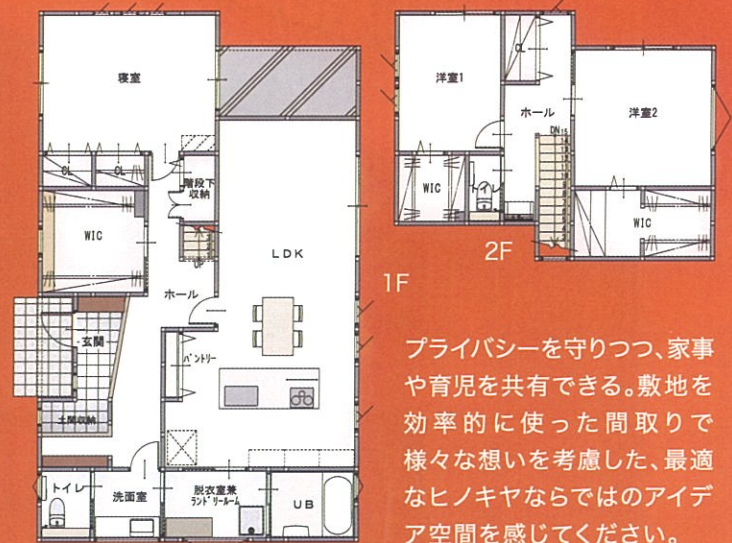 寝室
CL
CL
階段下
収納
WIC
UP
LDK
ホール
玄関
パントリー
土間収納
トイレ
洗面室
脱衣室兼
ランドリールーム
UB
1F
洋室1
CL
ホール
洋室2
DN
WIC
トイレ
WIC
2F
プライバシーを守りつつ、家事
や育児を共有できる。敷地を
効率的に使った間取りで
様々な想いを考慮した、最適
なヒノキヤならではのアイデ
ア空間を感じてください。